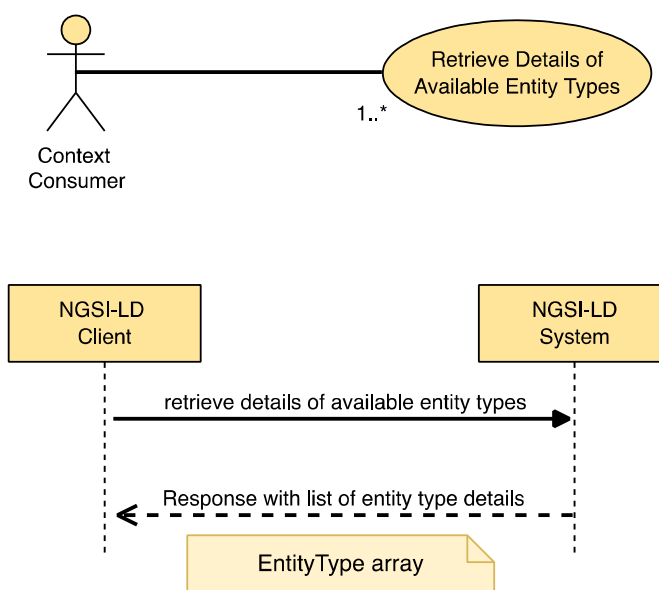 Retrieve Details of
Available Entity Types
1..*
Context
Consumer
NGSI-LD
Client
NGSI-LD
System
retrieve details of available entity types
Response with list of entity type details
EntityType array